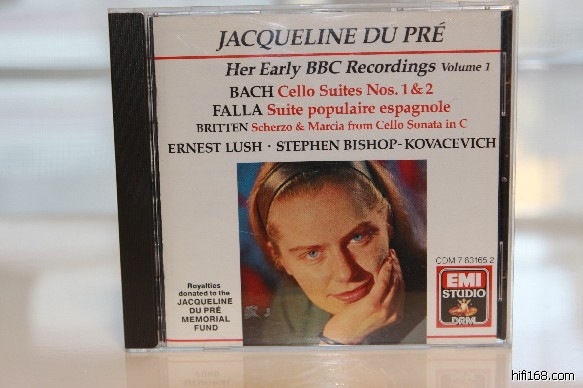 JACQUELINE DU PRÉ
Her Early BBC Recordings Volume 1
BACH Cello Suites Nos. 1 & 2
FALLA Suite populaire espagnole
BRITTEN Scherzo & Marcia from Cello Sonata in C
ERNEST LUSH · STEPHEN BISHOP-KOVACEVICH
CDM 7 63165 2
EMI
STUDIO
DRM
Royalties
donated to the
JACQUELINE
DU PRÉ
MEMORIAL
FUND
hifi168.com